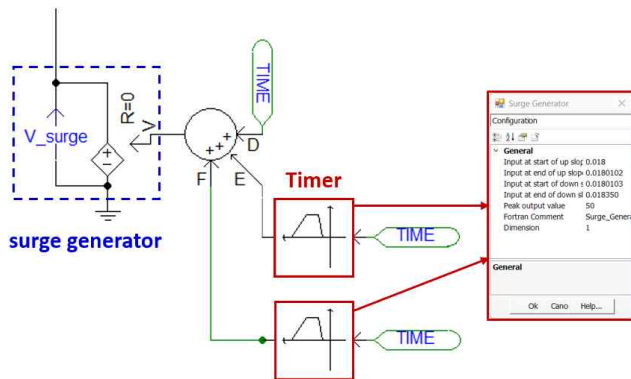 TIME
R=0
V_surge
V
D
F
E
surge generator
Timer
TIME
TIME
Surge Generator
Configuration
General
Input at start of up slop 0.018
Input at end of up slope 0.0180102
Input at start of down s 0.0180103
Input at end of down sl 0.018350
Peak output value 50
Fortran Comment Surge_Genera
Dimension 1
General
Ok Cano Help...